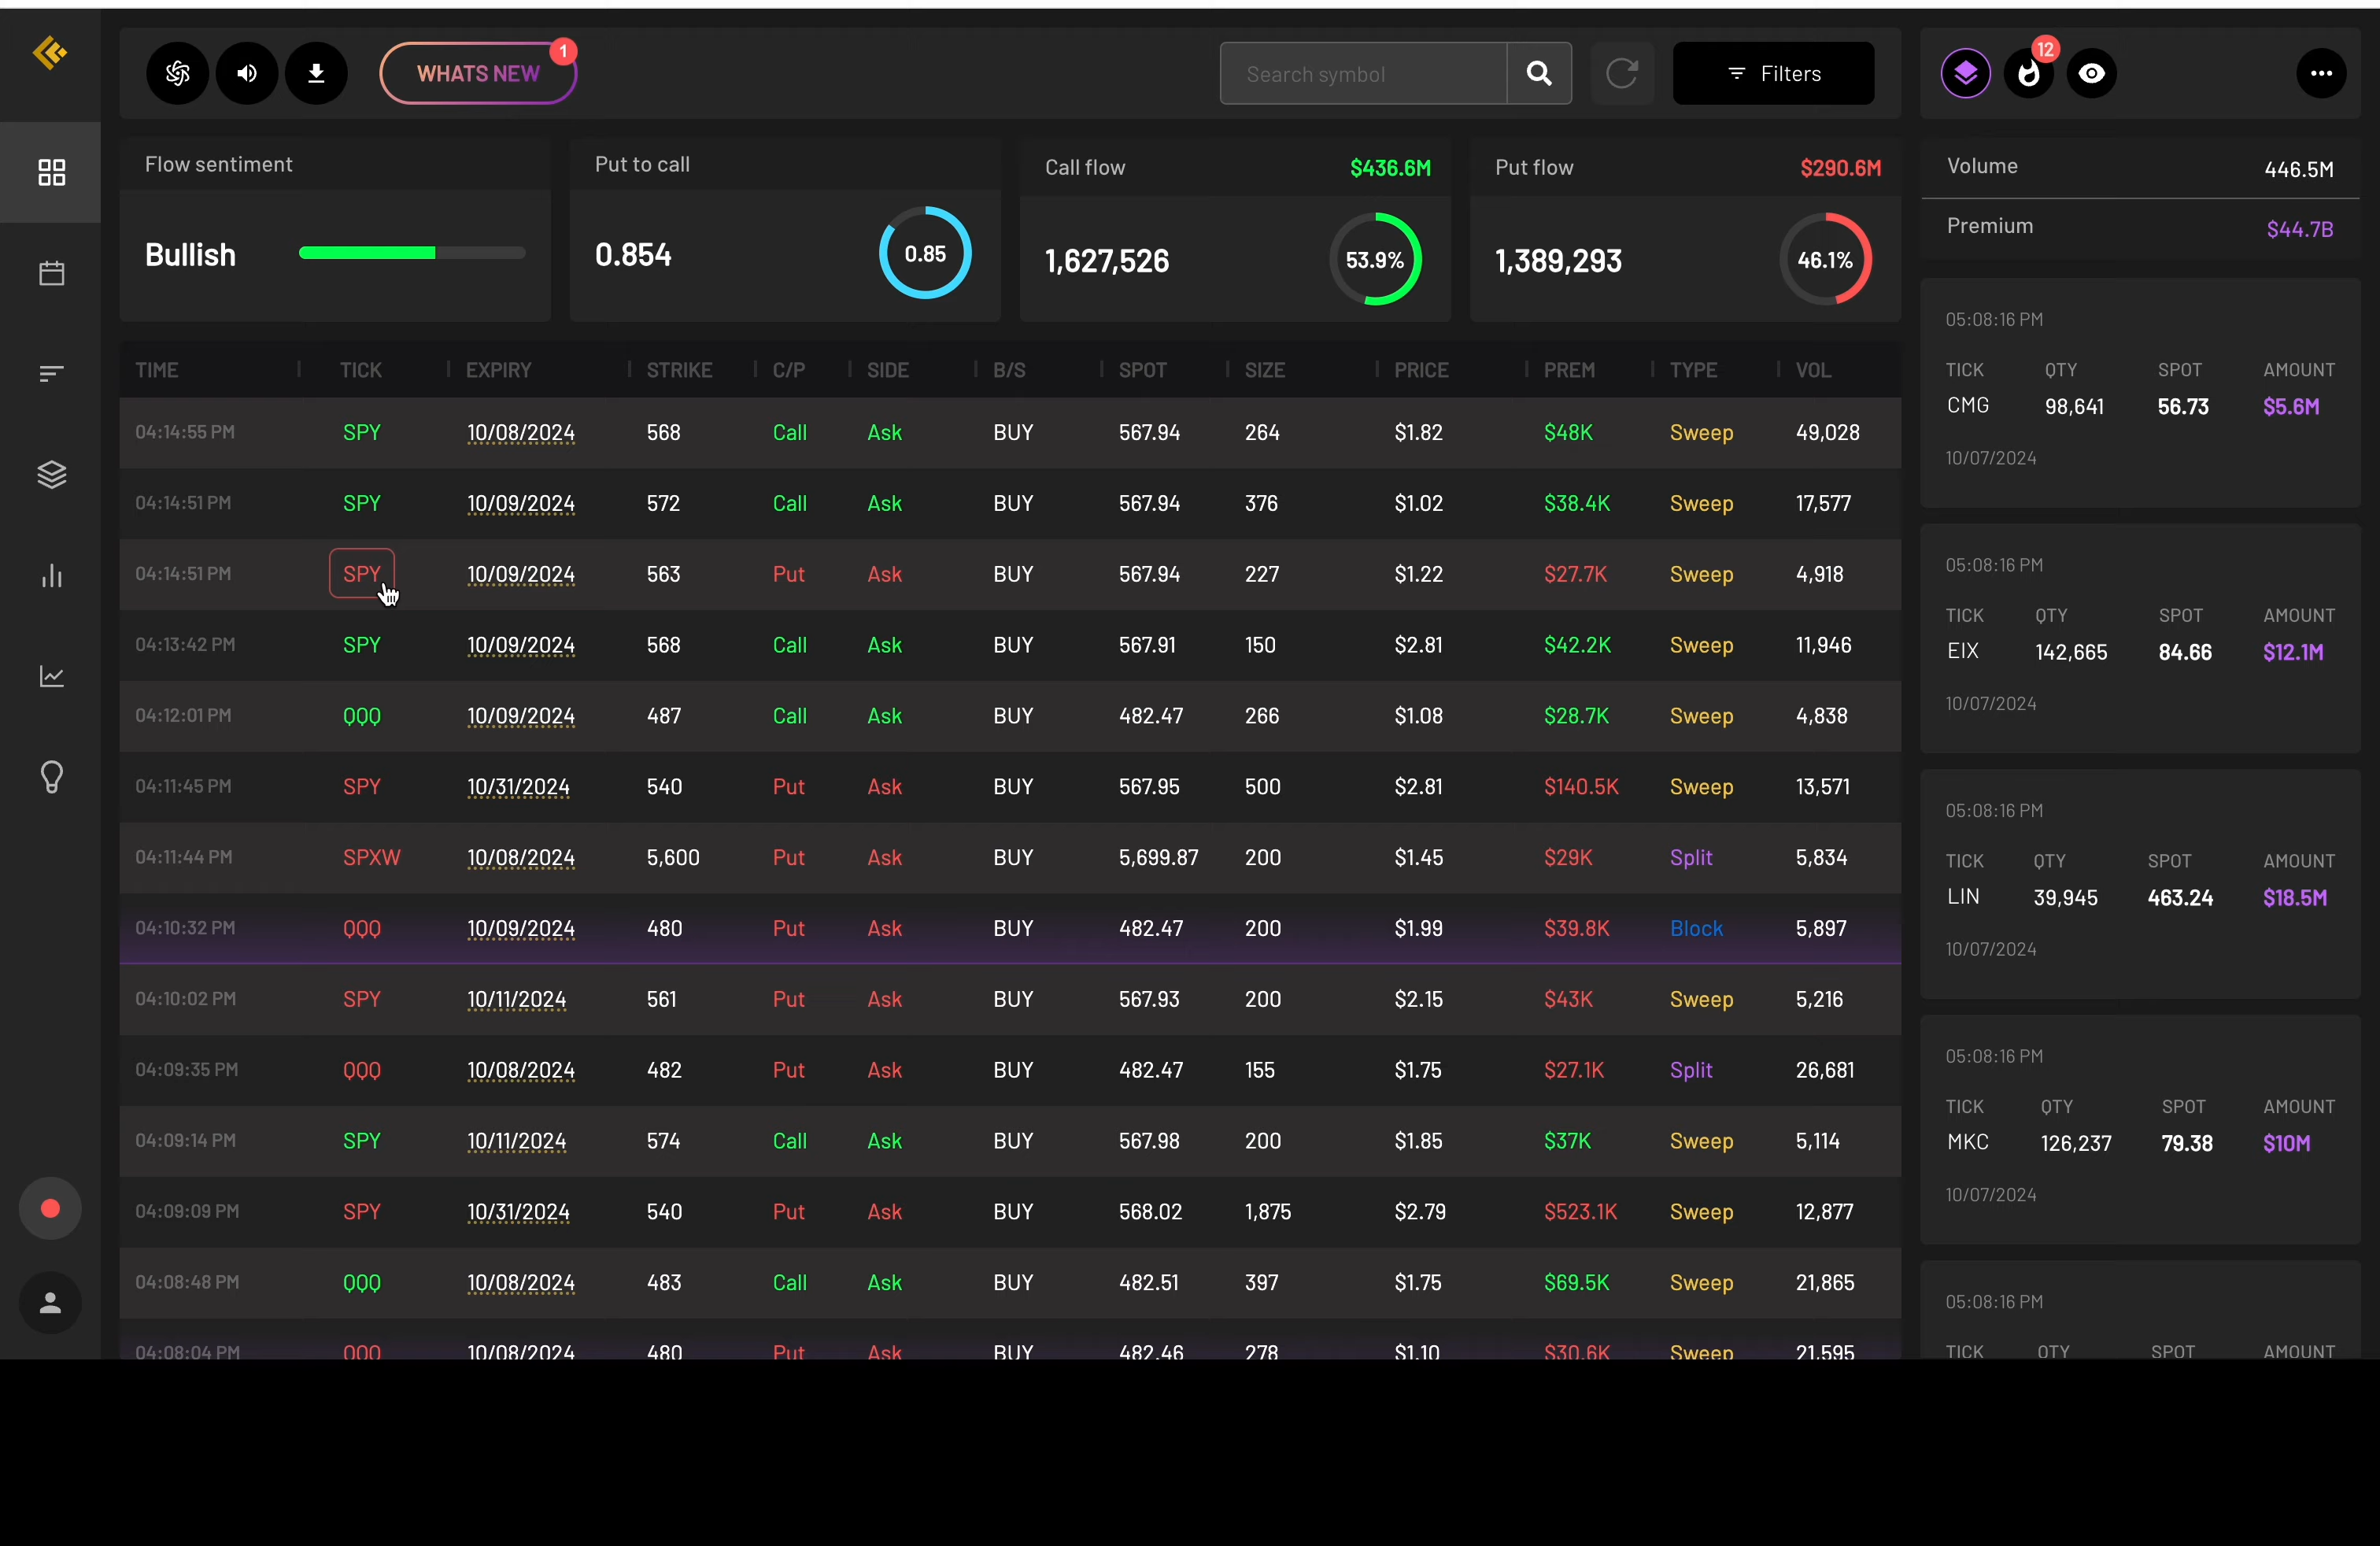 WHATS NEW 1 Search symbol Filters 12
Flow sentiment
Bullish
Put to call
0.854 0.85
Call flow $436.6M
1,627,526 53.9%
Put flow $290.6M
1,389,293 46.1%
TIME TICK EXPIRY STRIKE C/P SIDE B/S SPOT SIZE PRICE PREM TYPE VOL
04:14:55 PM SPY 10/08/2024 568 Call Ask BUY 567.94 264 $1.82 $48K Sweep 49,028
04:14:51 PM SPY 10/09/2024 572 Call Ask BUY 567.94 376 $1.02 $38.4K Sweep 17,577
04:14:51 PM SPY 10/09/2024 563 Put Ask BUY 567.94 227 $1.22 $27.7K Sweep 4,918
04:13:42 PM SPY 10/09/2024 568 Call Ask BUY 567.91 150 $2.81 $42.2K Sweep 11,946
04:12:01 PM QQQ 10/09/2024 487 Call Ask BUY 482.47 266 $1.08 $28.7K Sweep 4,838
04:11:45 PM SPY 10/31/2024 540 Put Ask BUY 567.95 500 $2.81 $140.5K Sweep 13,571
04:11:44 PM SPXW 10/08/2024 5,600 Put Ask BUY 5,699.87 200 $1.45 $29K Split 5,834
04:10:32 PM QQQ 10/09/2024 480 Put Ask BUY 482.47 200 $1.99 $39.8K Block 5,897
04:10:02 PM SPY 10/11/2024 561 Put Ask BUY 567.93 200 $2.15 $43K Sweep 5,216
04:09:35 PM QQQ 10/08/2024 482 Put Ask BUY 482.47 155 $1.75 $27.1K Split 26,681
04:09:14 PM SPY 10/11/2024 574 Call Ask BUY 567.98 200 $1.85 $37K Sweep 5,114
04:09:09 PM SPY 10/31/2024 540 Put Ask BUY 568.02 1,875 $2.79 $523.1K Sweep 12,877
04:08:48 PM QQQ 10/08/2024 483 Call Ask BUY 482.51 397 $1.75 $69.5K Sweep 21,865
04:08:04 PM QQQ 10/08/2024 480 Put Ask BUY 482.46 278 $1.10 $30.6K Sweep 21,595
Volume 446.5M
Premium $44.7B
05:08:16 PM
TICK QTY SPOT AMOUNT
CMG 98,641 56.73 $5.6M
10/07/2024
05:08:16 PM
TICK QTY SPOT AMOUNT
EIX 142,665 84.66 $12.1M
10/07/2024
05:08:16 PM
TICK QTY SPOT AMOUNT
LIN 39,945 463.24 $18.5M
10/07/2024
05:08:16 PM
TICK QTY SPOT AMOUNT
MKC 126,237 79.38 $10M
10/07/2024
05:08:16 PM
TICK QTY SPOT AMOUNT